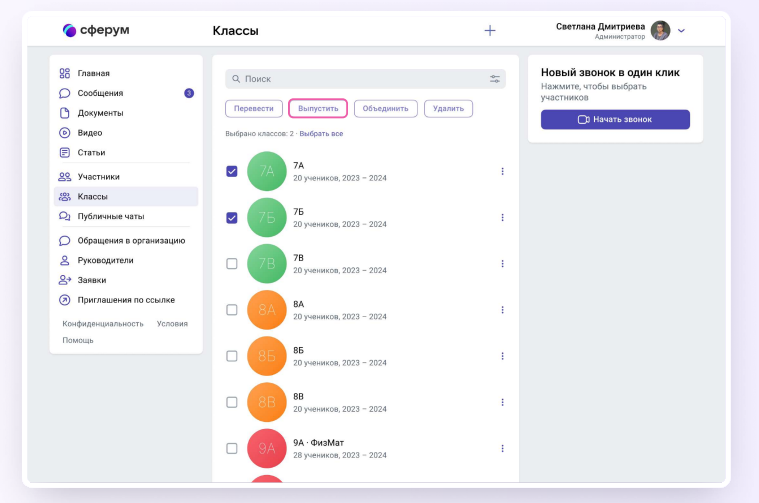 сферум
Классы
Светлана Дмитриева
Администратор
Главная
Сообщения 3
Документы
Видео
Статьи
Участники
Классы
Публичные чаты
Обращения в организацию
Руководители
Заявки
Приглашения по ссылке
Конфиденциальность Условия
Помощь
Поиск
Перевести Выпустить Объединить Удалить
Выбрано классов: 2 · Выбрать все
7А
7А
20 учеников, 2023 – 2024
7Б
7Б
20 учеников, 2023 – 2024
7В
7В
20 учеников, 2023 – 2024
8А
8А
20 учеников, 2023 – 2024
8Б
8Б
20 учеников, 2023 – 2024
8В
8В
20 учеников, 2023 – 2024
9А
9А · ФизМат
28 учеников, 2023 – 2024
Новый звонок в один клик
Нажмите, чтобы выбрать
участников
Начать звонок